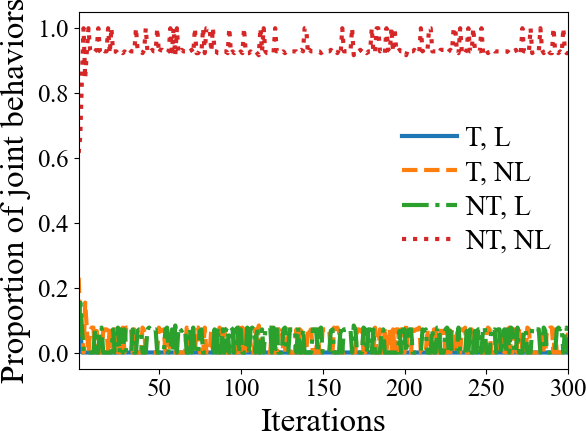 Proportion of joint behaviors
1.0
0.8
0.6
0.4
0.2
0.0
T, L
T, NL
NT, L
NT, NL
50 100 150 200 250 300
Iterations